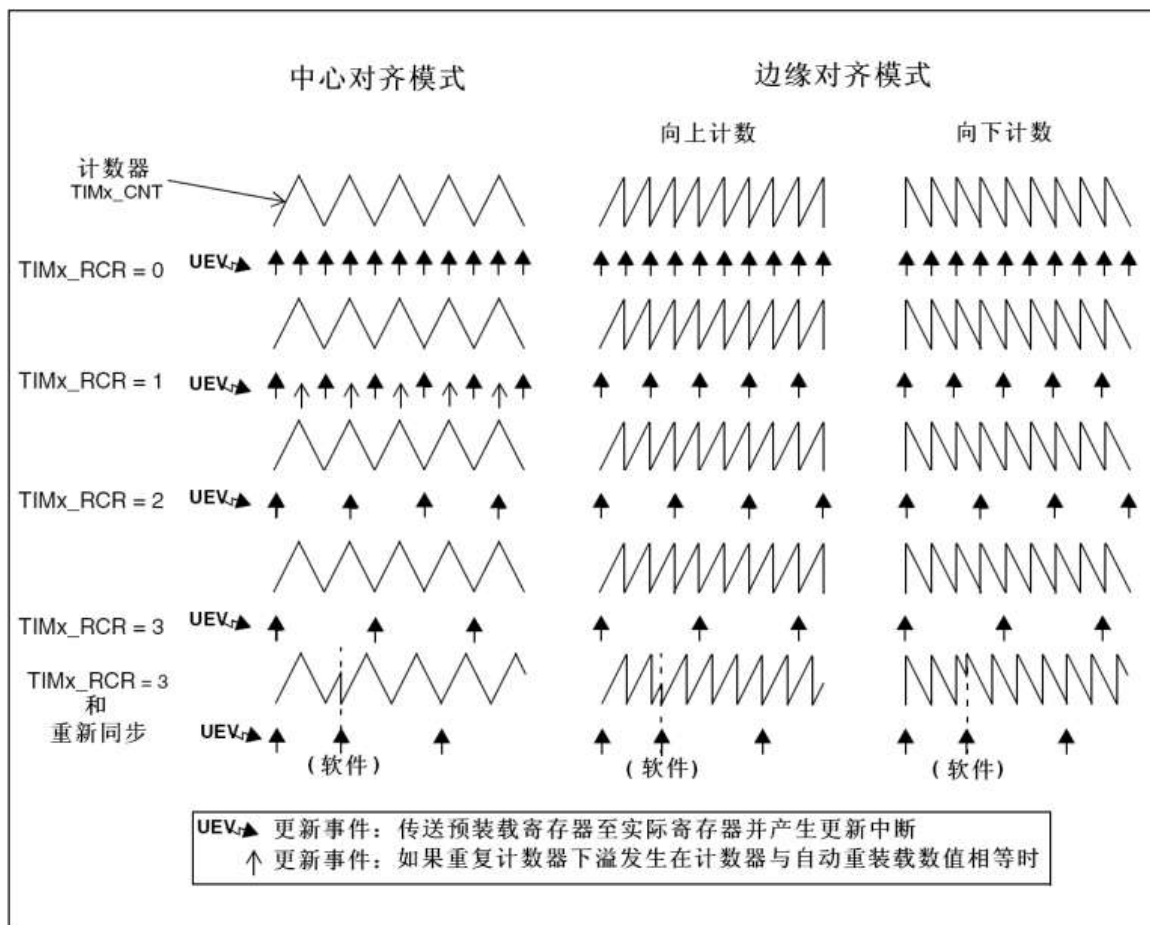 中心对齐模式
边缘对齐模式
向上计数
向下计数
计数器
TIMx_CNT
TIMx_RCR = 0
UEV
TIMx_RCR = 1
UEV
TIMx_RCR = 2
UEV
TIMx_RCR = 3
UEV
TIMx_RCR = 3
和
重新同步
UEV
(软件)
(软件)
(软件)
UEV 更新事件：传送预装载寄存器至实际寄存器并产生更新中断
更新事件：如果重复计数器下溢发生在计数器与自动重装载数值相等时